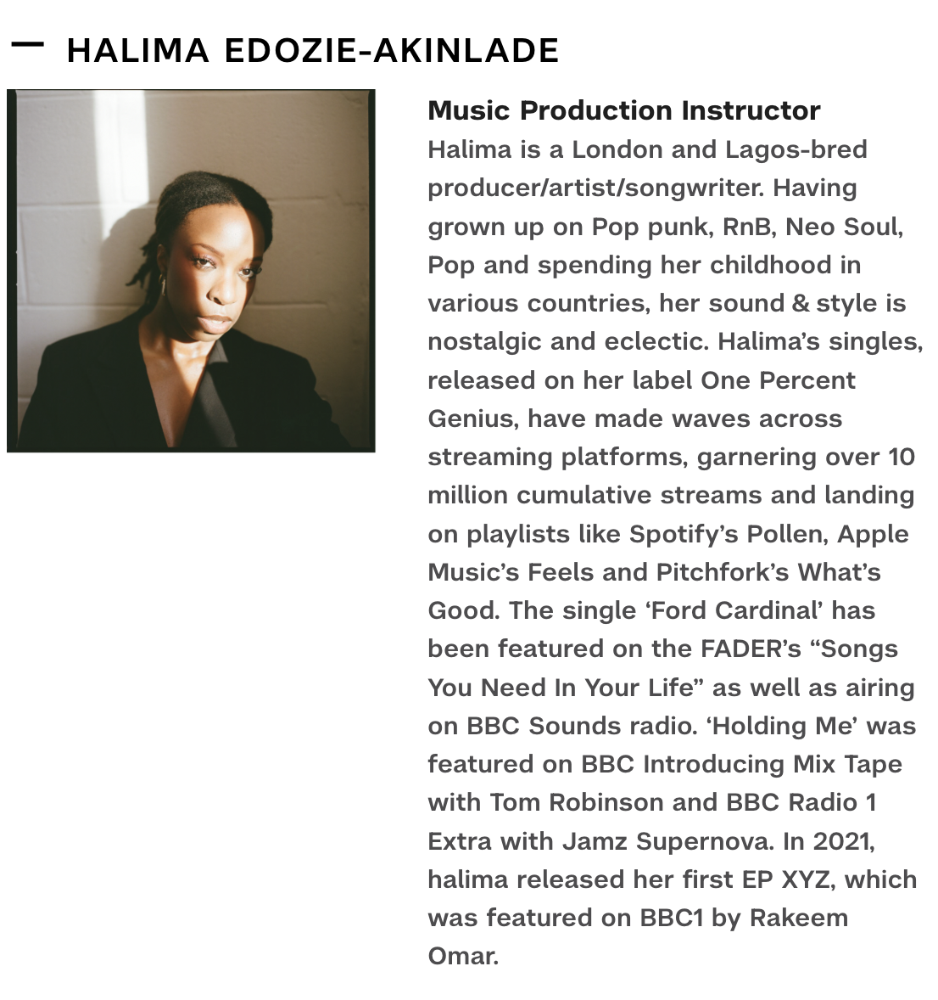 HALIMA EDOZIE-AKINLADE
Music Production Instructor
Halima is a London and Lagos-bred
producer/artist/songwriter. Having
grown up on Pop punk, RnB, Neo Soul,
Pop and spending her childhood in
various countries, her sound & style is
nostalgic and eclectic. Halima’s singles,
released on her label One Percent
Genius, have made waves across
streaming platforms, garnering over 10
million cumulative streams and landing
on playlists like Spotify’s Pollen, Apple
Music’s Feels and Pitchfork’s What’s
Good. The single ‘Ford Cardinal’ has
been featured on the FADER’s “Songs
You Need In Your Life” as well as airing
on BBC Sounds radio. ‘Holding Me’ was
featured on BBC Introducing Mix Tape
with Tom Robinson and BBC Radio 1
Extra with Jamz Supernova. In 2021,
halima released her first EP XYZ, which
was featured on BBC1 by Rakeem
Omar.